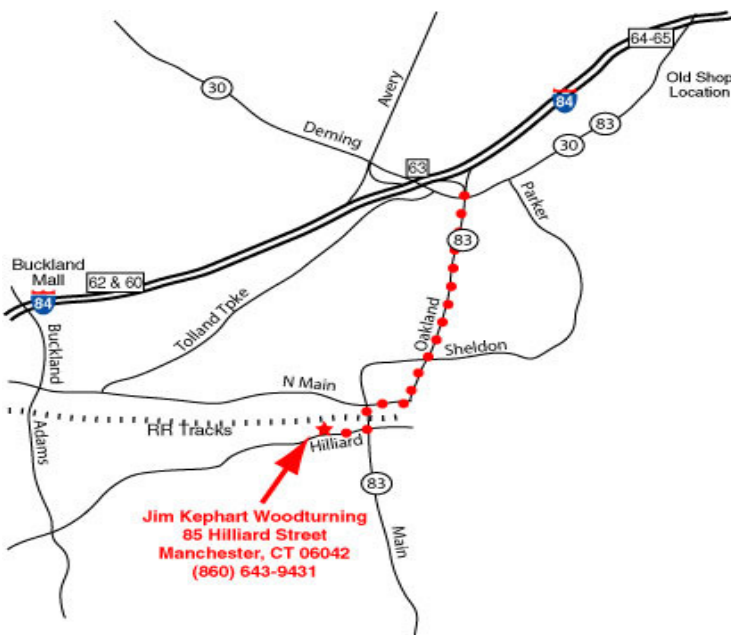 64-65
Old Shop
Location
84
83
30
30
Avery
Deming
63
Parker
83
Buckland
Mall
62 & 60
84
Tolland Tpke
Oakland
Sheldon
Buckland
N Main
RR Tracks
Hilliard
Adams
83
Main
Jim Kephart Woodturning
85 Hilliard Street
Manchester, CT 06042
(860) 643-9431